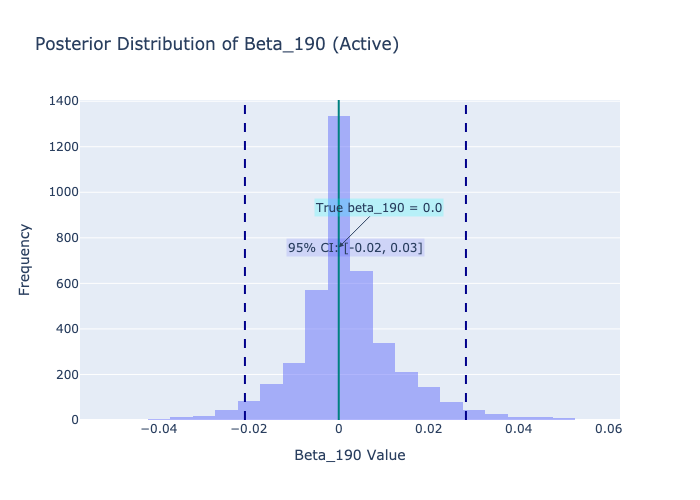 Posterior Distribution of Beta_190 (Active)
1400
1200
1000
800
600
400
200
0
Frequency
True beta_190 = 0.0
95% CI: [-0.02, 0.03]
−0.04
−0.02
0
0.02
0.04
0.06
Beta_190 Value